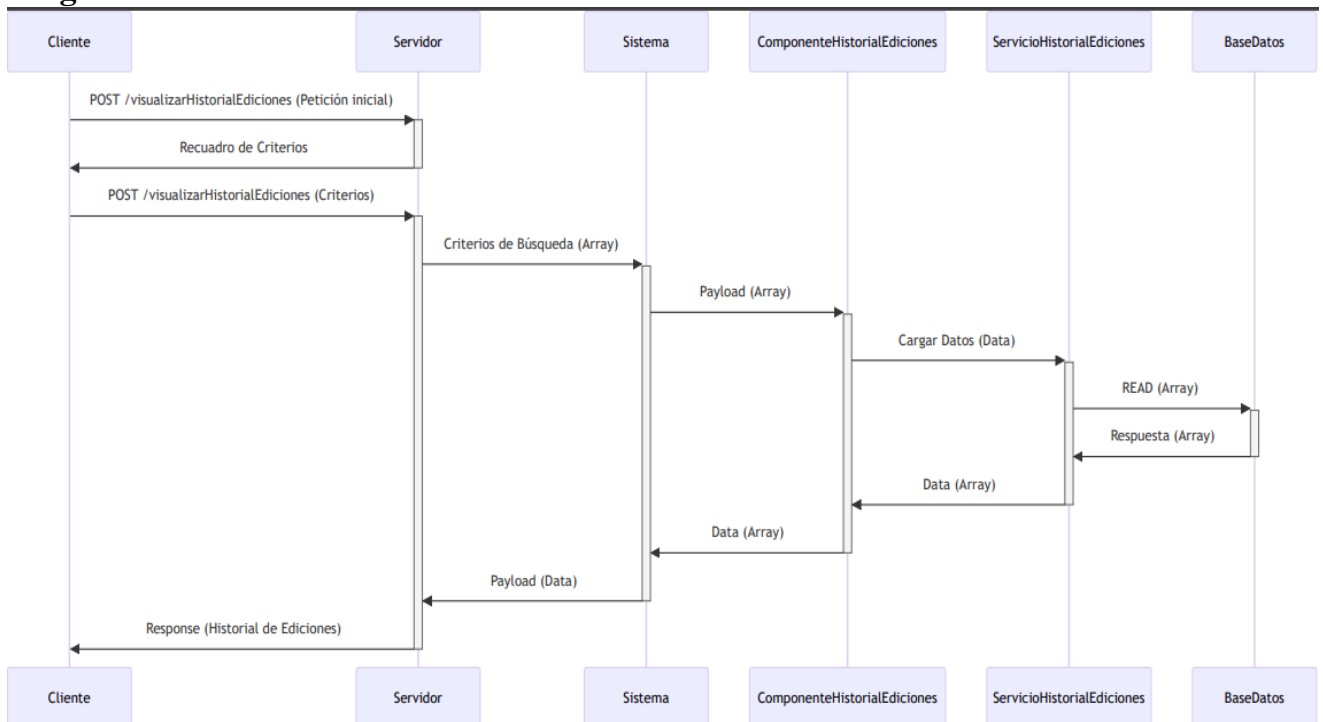 Cliente
Servidor
Sistema
ComponenteHistorialEdiciones
ServicioHistorialEdiciones
BaseDatos
POST /visualizarHistorialEdiciones (Petición inicial)
Recuadro de Criterios
POST /visualizarHistorialEdiciones (Criterios)
Criterios de Búsqueda (Array)
Payload (Array)
Cargar Datos (Data)
READ (Array)
Respuesta (Array)
Data (Array)
Data (Array)
Payload (Data)
Response (Historial de Ediciones)
Cliente
Servidor
Sistema
ComponenteHistorialEdiciones
ServicioHistorialEdiciones
BaseDatos